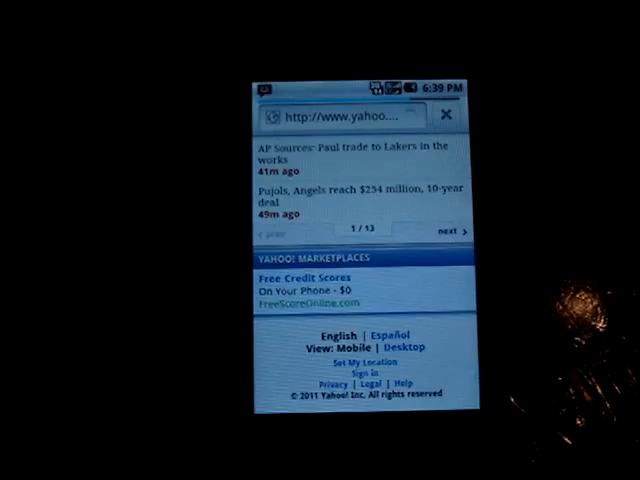 6:39 PM
http://www.yahoo....
AP Sources: Paul trade to Lakers in the
works
41m ago
Pujols, Angels reach $254 million, 10-year
deal
49m ago
‹ prev 1 / 13 next ›
YAHOO! MARKETPLACES
Free Credit Scores
On Your Phone - $0
FreeScoreOnline.com
English | Español
View: Mobile | Desktop
Set My Location
Sign in
Privacy | Legal | Help
© 2011 Yahoo! Inc. All rights reserved